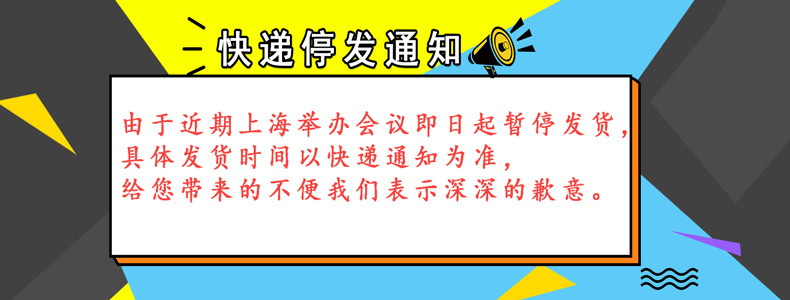 快递停发通知
由于近期上海举办会议即日起暂停发货，
具体发货时间以快递通知为准，
给您带来的不便我们表示深深的歉意。